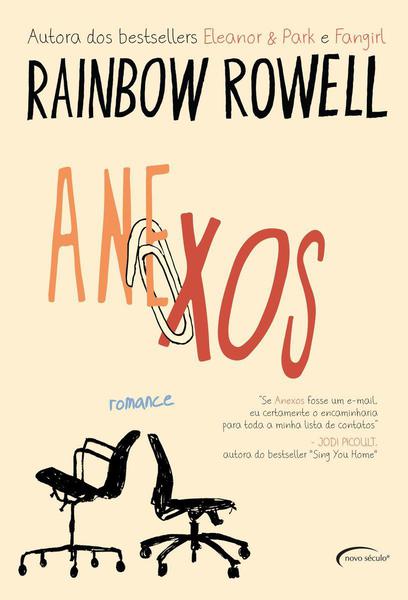 Autora dos bestsellers Eleanor & Park e Fangirl
RAINBOW ROWELL
ANEXOS
romance
"Se Anexos fosse um e-mail,
eu certamente o encaminharia
para toda a minha lista de contatos"
- JODI PICOULT,
autora do bestseller "Sing You Home"
novo século®